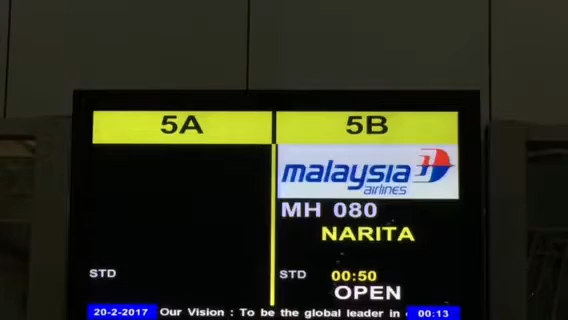 5A 5B
malaysia
airlines
MH 080
NARITA
STD STD 00:50
OPEN
20-2-2017 Our Vision : To be the global leader in 00:13